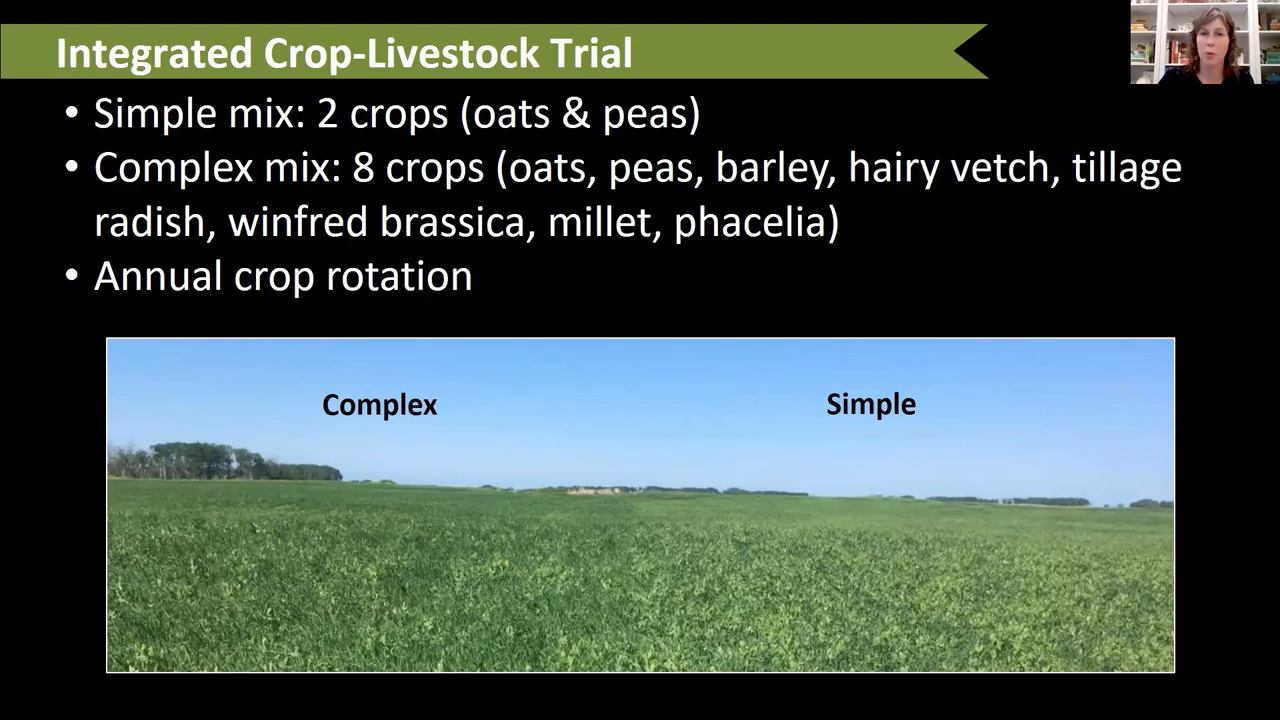 Integrated Crop-Livestock Trial
• Simple mix: 2 crops (oats & peas)
• Complex mix: 8 crops (oats, peas, barley, hairy vetch, tillage
radish, winfred brassica, millet, phacelia)
• Annual crop rotation
Complex
Simple